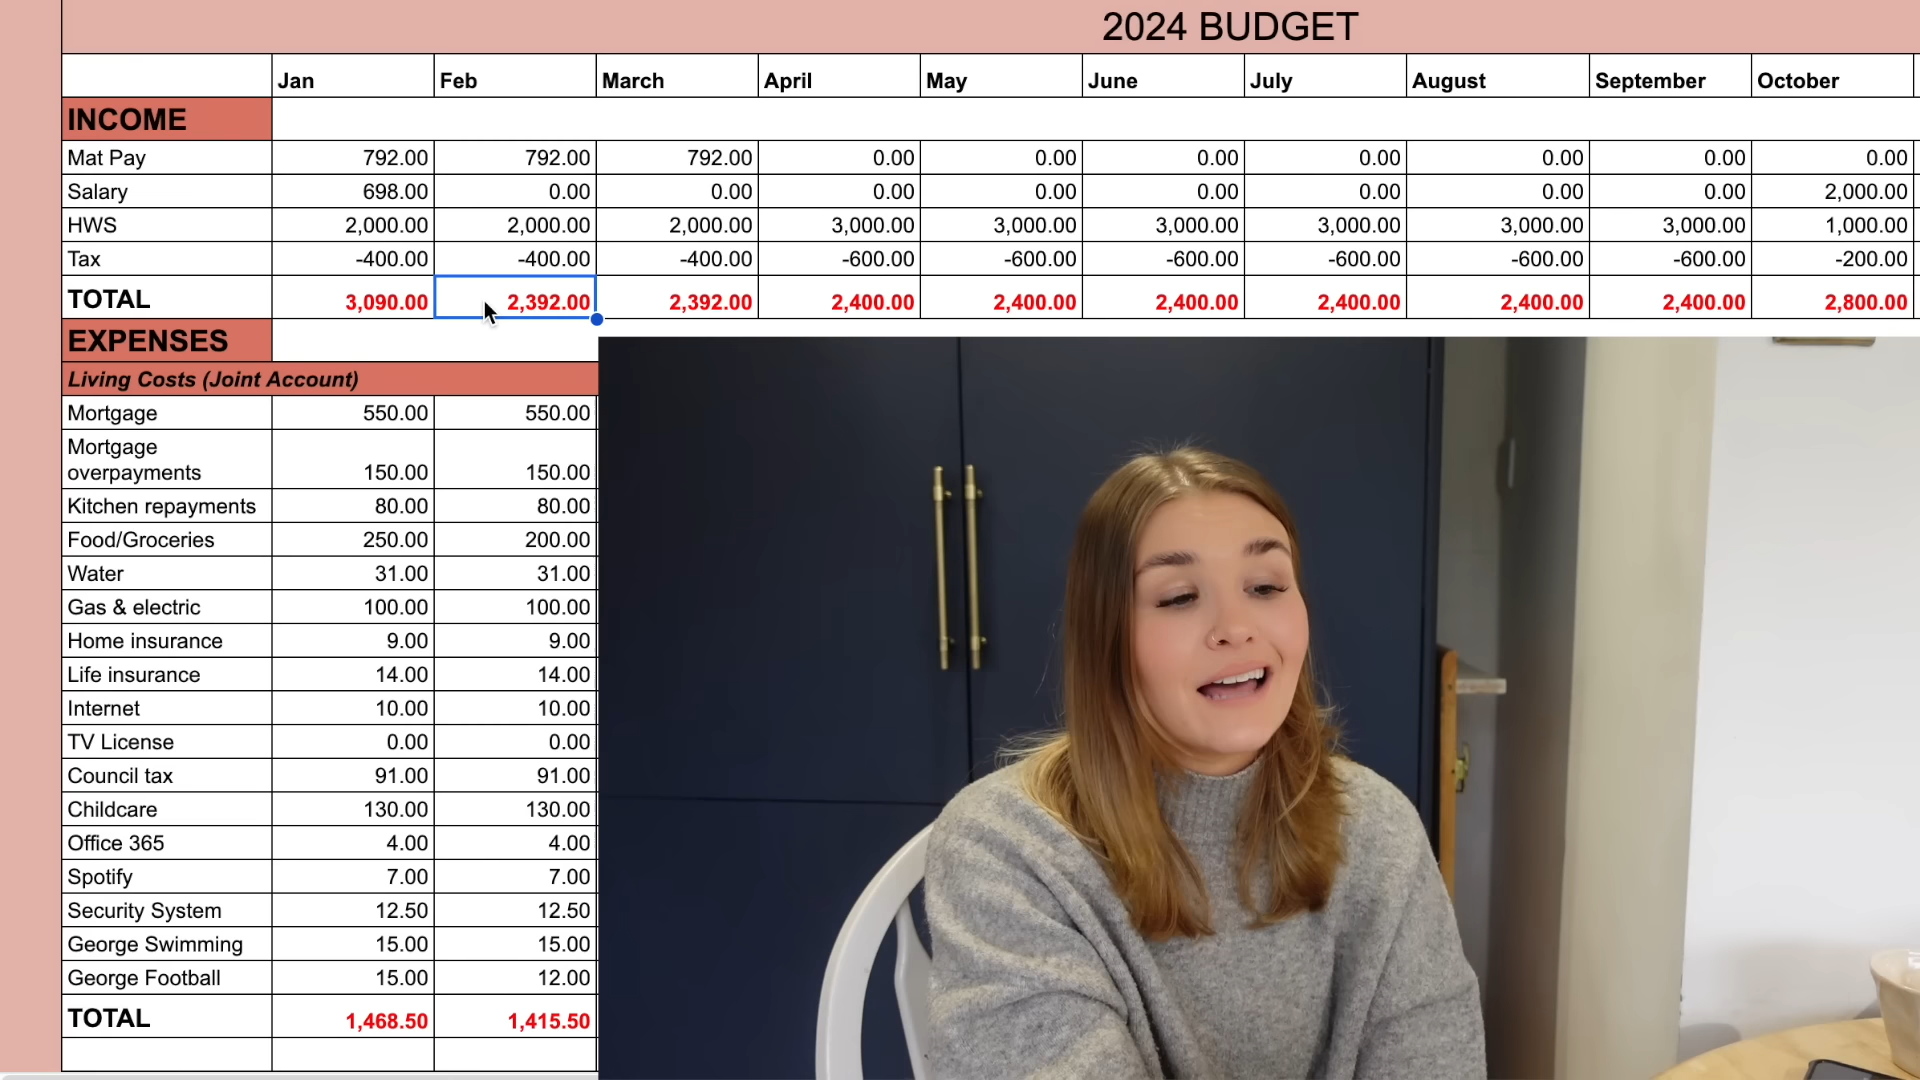 2024 BUDGET
Jan Feb March April May June July August September October
INCOME
Mat Pay 792.00 792.00 792.00 0.00 0.00 0.00 0.00 0.00 0.00 0.00
Salary 698.00 0.00 0.00 0.00 0.00 0.00 0.00 0.00 0.00 2,000.00
HWS 2,000.00 2,000.00 2,000.00 3,000.00 3,000.00 3,000.00 3,000.00 3,000.00 3,000.00 1,000.00
Tax -400.00 -400.00 -400.00 -600.00 -600.00 -600.00 -600.00 -600.00 -600.00 -200.00
TOTAL 3,090.00 2,392.00 2,392.00 2,400.00 2,400.00 2,400.00 2,400.00 2,400.00 2,400.00 2,800.00
EXPENSES
Living Costs (Joint Account)
Mortgage 550.00 550.00
Mortgage
overpayments 150.00 150.00
Kitchen repayments 80.00 80.00
Food/Groceries 250.00 200.00
Water 31.00 31.00
Gas & electric 100.00 100.00
Home insurance 9.00 9.00
Life insurance 14.00 14.00
Internet 10.00 10.00
TV License 0.00 0.00
Council tax 91.00 91.00
Childcare 130.00 130.00
Office 365 4.00 4.00
Spotify 7.00 7.00
Security System 12.50 12.50
George Swimming 15.00 15.00
George Football 15.00 12.00
TOTAL 1,468.50 1,415.50